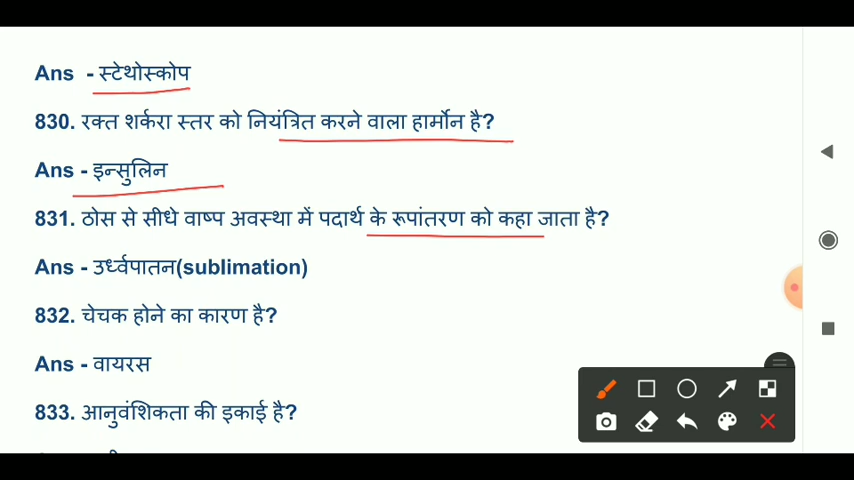 Ans - स्टेथोस्कोप
830. रक्त शर्करा स्तर को नियंत्रित करने वाला हार्मोन है?
Ans - इन्सुलिन
831. ठोस से सीधे वाष्प अवस्था में पदार्थ के रूपांतरण को कहा जाता है?
Ans - उर्ध्वपातन(sublimation)
832. चेचक होने का कारण है?
Ans - वायरस
833. आनुवंशिकता की इकाई है?